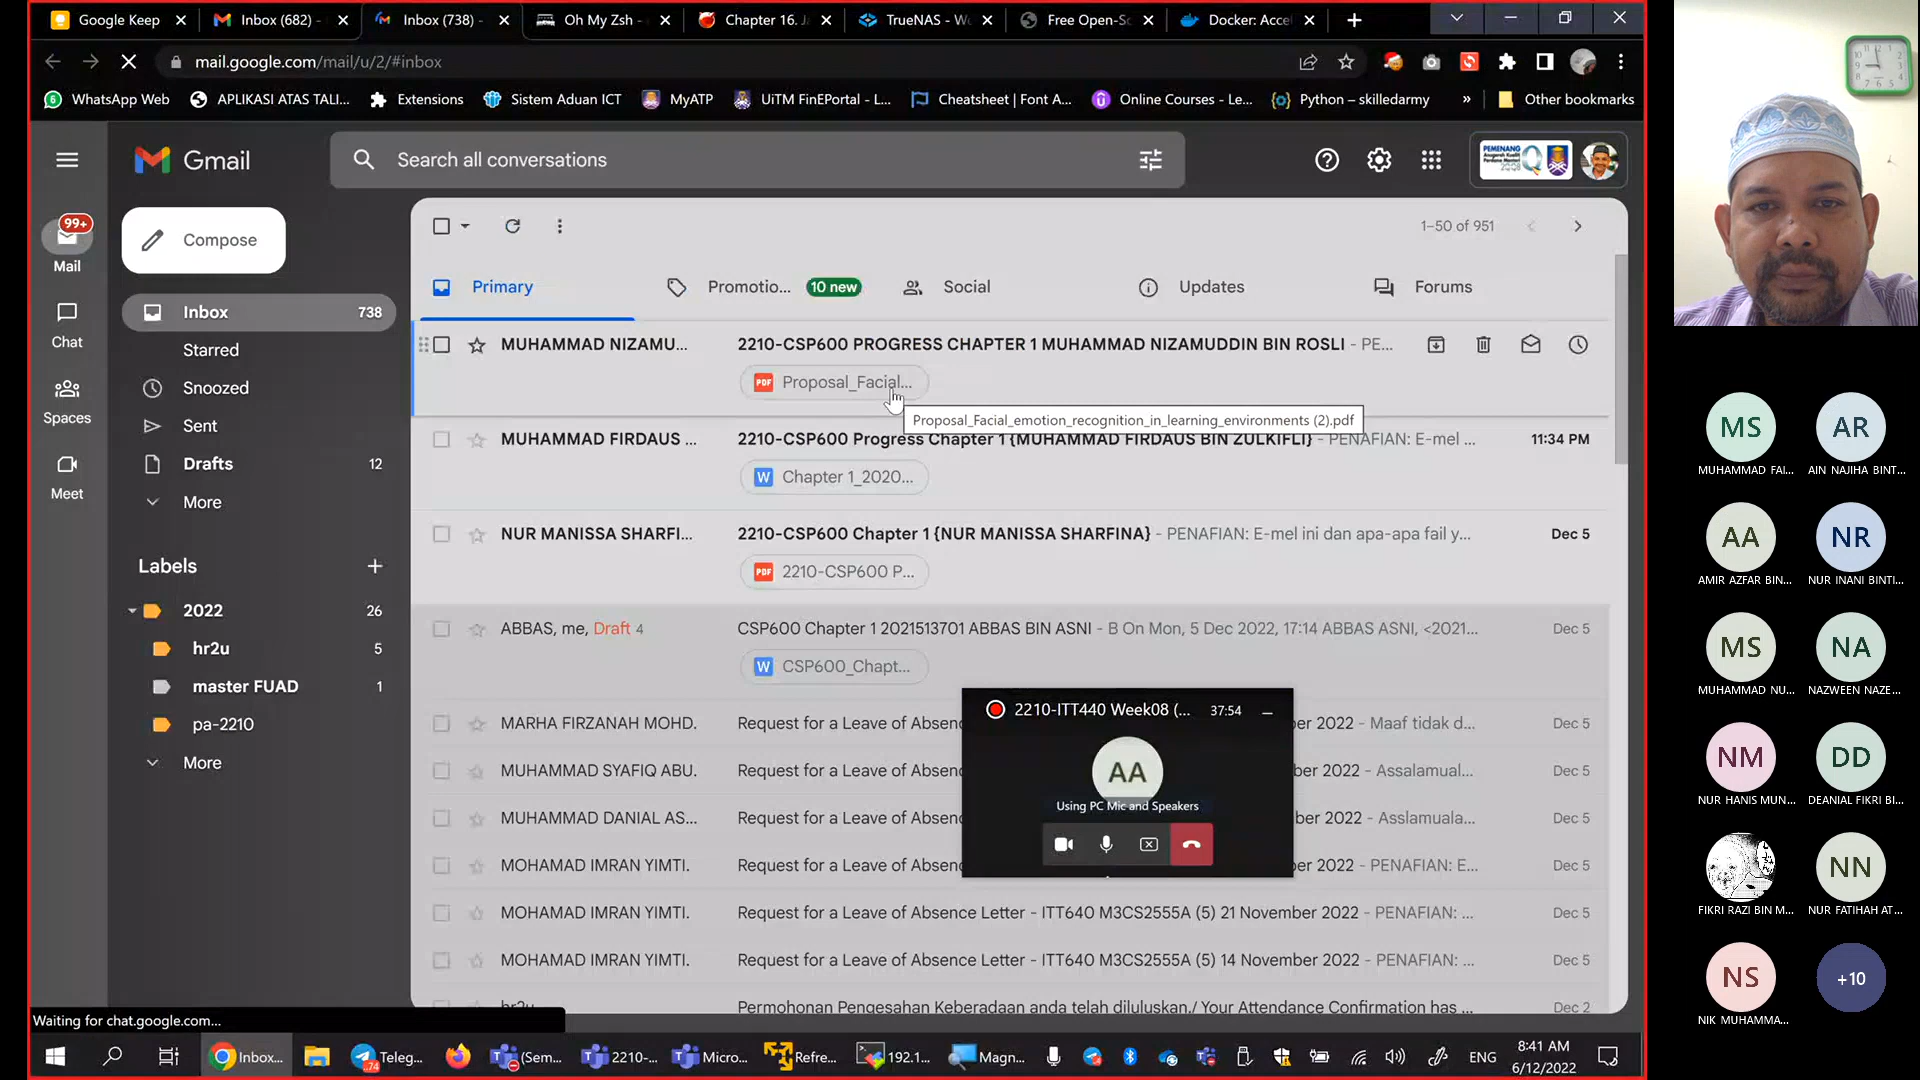 Google Keep
Inbox (682) -
Inbox (738) -
Oh My Zsh -
Chapter 16. J
TrueNAS - W
Free Open-S
Docker: Accel
mail.google.com/mail/u/2/#inbox
WhatsApp Web
APLIKASI ATAS TALI...
Extensions
Sistem Aduan ICT
MyATP
UiTM FinEPortal - L...
Cheatsheet | Font A...
Online Courses - Le...
Python – skilledarmy
»
Other bookmarks
Gmail
Search all conversations
PEMENANG
99+
Mail
Chat
Spaces
Meet
Compose
Inbox 738
Starred
Snoozed
Sent
Drafts 12
More
Labels +
2022 26
hr2u 5
master FUAD 1
pa-2210
More
1–50 of 951
Primary
Promotio... 10 new
Social
Updates
Forums
MUHAMMAD NIZAMU... 2210-CSP600 PROGRESS CHAPTER 1 MUHAMMAD NIZAMUDDIN BIN ROSLI - PE...
PDF Proposal_Facial...
Proposal_Facial_emotion_recognition_in_learning_environments (2).pdf
MUHAMMAD FIRDAUS ... 2210-CSP600 Progress Chapter 1 {MUHAMMAD FIRDAUS BIN ZULKIFLI} - PENAFIAN: E-mel ... 11:34 PM
W Chapter 1_2020...
NUR MANISSA SHARFI... 2210-CSP600 Chapter 1 {NUR MANISSA SHARFINA} - PENAFIAN: E-mel ini dan apa-apa fail y... Dec 5
PDF 2210-CSP600 P...
ABBAS, me, Draft 4 CSP600 Chapter 1 2021513701 ABBAS BIN ASNI - B On Mon, 5 Dec 2022, 17:14 ABBAS ASNI, <2021... Dec 5
W CSP600_Chapt...
MARHA FIRZANAH MOHD. Request for a Leave of Absenc ber 2022 - Maaf tidak d... Dec 5
MUHAMMAD SYAFIQ ABU. Request for a Leave of Absenc ber 2022 - Assalamual... Dec 5
MUHAMMAD DANIAL AS... Request for a Leave of Absenc ber 2022 - Asslamuala... Dec 5
MOHAMAD IMRAN YIMTI. Request for a Leave of Absenc ber 2022 - PENAFIAN: E... Dec 5
MOHAMAD IMRAN YIMTI. Request for a Leave of Absence Letter - ITT640 M3CS2555A (5) 21 November 2022 - PENAFIAN: ... Dec 5
MOHAMAD IMRAN YIMTI. Request for a Leave of Absence Letter - ITT640 M3CS2555A (5) 14 November 2022 - PENAFIAN: ... Dec 5
hr2u Permohonan Pengesahan Keberadaan anda telah diluluskan./ Your Attendance Confirmation has ... Dec 2
2210-ITT440 Week08 (... 37:54
AA
Using PC Mic and Speakers
Waiting for chat.google.com...
Inbox...
Teleg...
(Sem...
2210-...
Micro...
Refre...
192.1...
Magn...
ENG
8:41 AM
6/12/2022
MS
MUHAMMAD FAI...
AR
AIN NAJIHA BINT...
AA
AMIR AZFAR BIN...
NR
NUR INANI BINTI...
MS
MUHAMMAD NU...
NA
NAZWEEN NAZE...
NM
NUR HANIS MUN...
DD
DEANIAL FIKRI BI...
FIKRI RAZI BIN M...
NN
NUR FATIHAH AT...
NS
NIK MUHAMMA...
+10